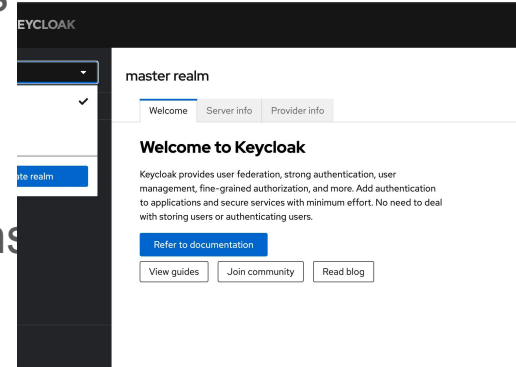 EYCLOAK
master realm
Welcome Server info Provider info
ate realm
Welcome to Keycloak
Keycloak provides user federation, strong authentication, user
management, fine-grained authorization, and more. Add authentication
to applications and secure services with minimum effort. No need to deal
with storing users or authenticating users.
Refer to documentation
View guides Join community Read blog